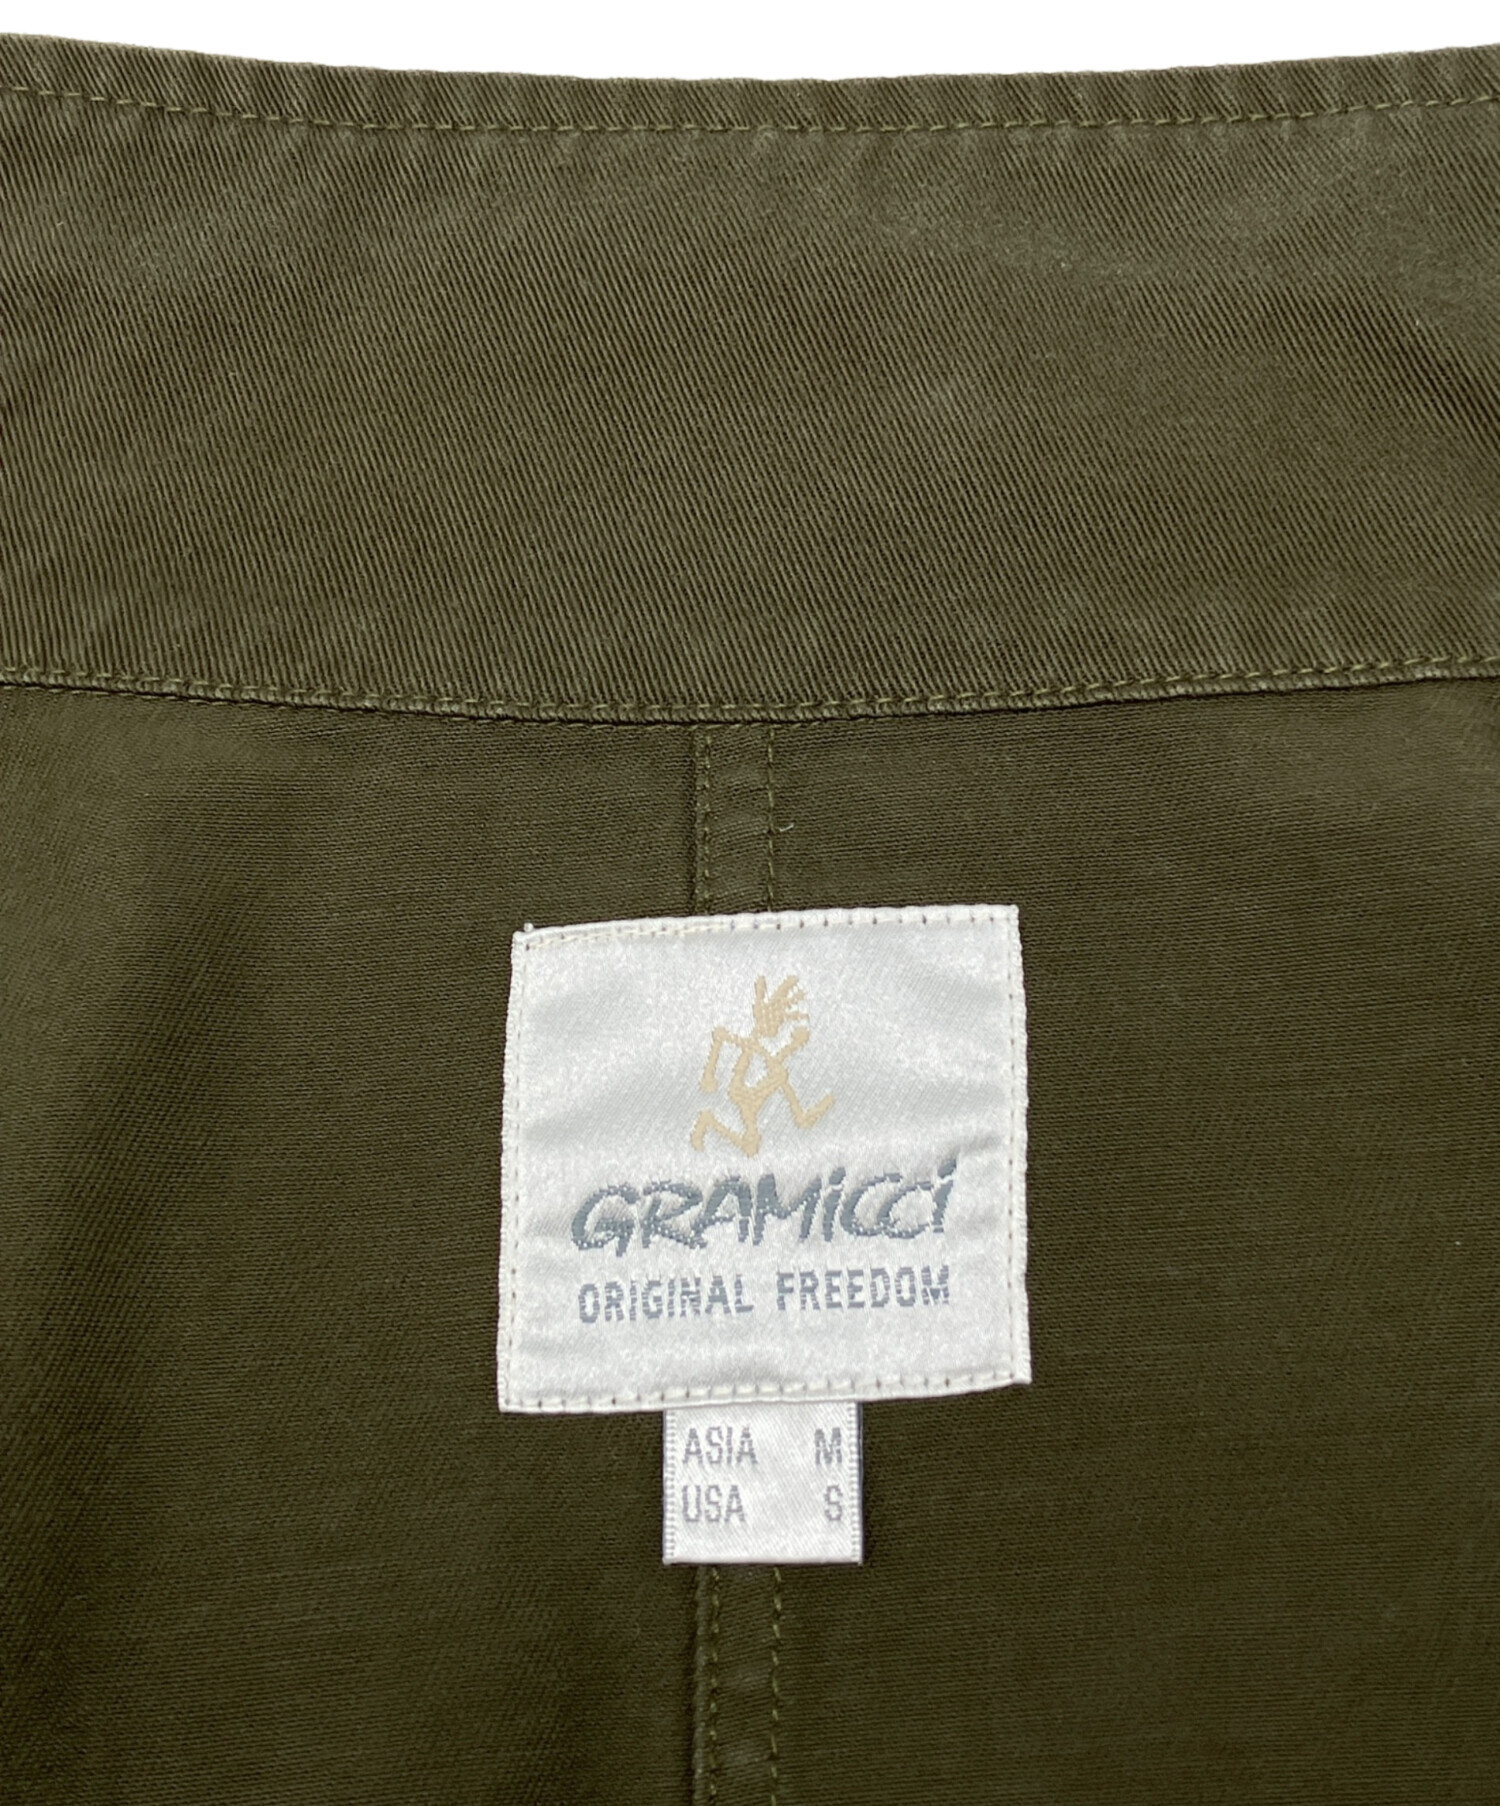 GRAMiCCi
ORIGINAL FREEDOM
ASIA M
USA S